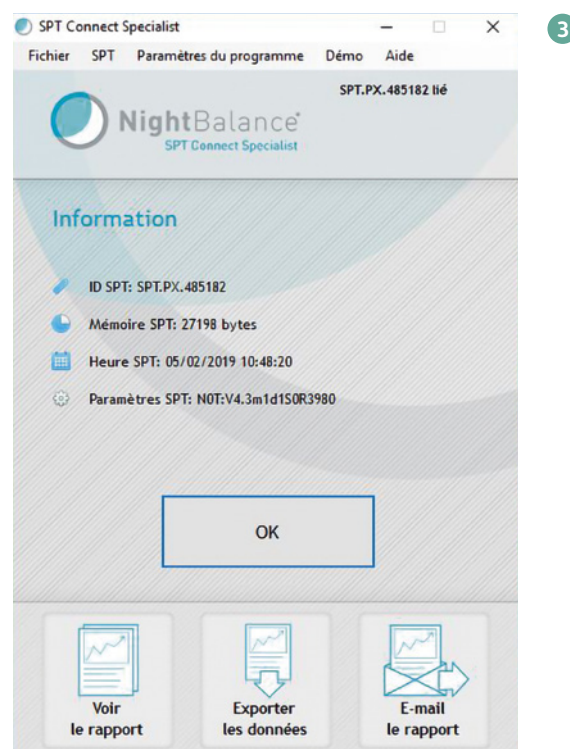 SPT Connect Specialist
3
Fichier SPT Paramètres du programme Démo Aide
SPT.PX.485182 lié
NightBalance
SPT Connect Specialist
Information
ID SPT: SPT.PX.485182
Mémoire SPT: 27198 bytes
Heure SPT: 05/02/2019 10:48:20
Paramètres SPT: N0T:V4.3m1d1S0R3980
OK
Voir
le rapport
Exporter
les données
E-mail
le rapport